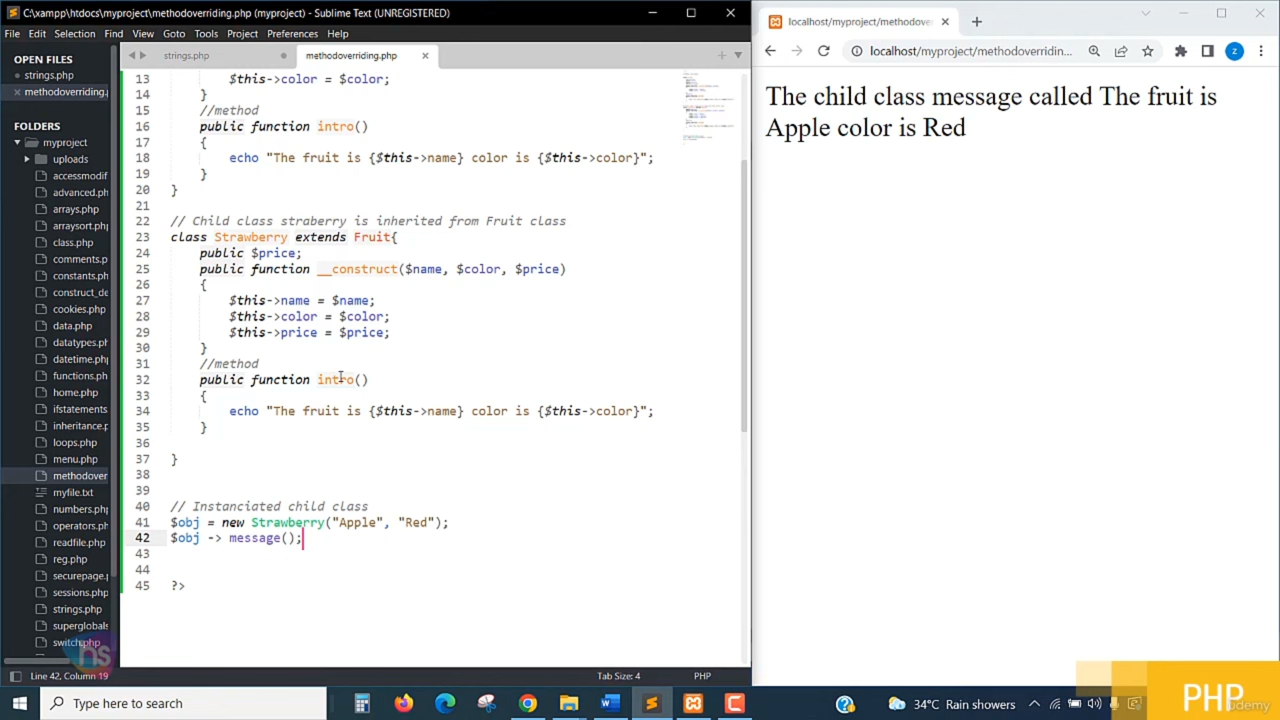 C:\xampp\htdocs\myproject\methodoverriding.php (myproject) - Sublime Text (UNREGISTERED)
File Edit Selection Find View Goto Tools Project Preferences Help
OPEN FILES
strings.php
methodoverriding.
FOLDERS
myproject
uploads
accessmodif
advanced.ph
arrays.php
arraysort.ph
class.php
comments.p
constants.ph
construct_de
cookies.php
data.php
datatypes.ph
datetime.ph
functions.ph
home.php
ifstatements
inheritance.
loops.php
menu.php
methodover
myfile.txt
numbers.ph
operators.ph
readfile.php
reg.php
securepage.
sessions.php
strings.php
superglobals
switch.php
hs
strings.php methodoverriding.php
13 $this->color = $color;
14 }
15 //method
16 public function intro()
17 {
18 echo "The fruit is {$this->name} color is {$this->color}";
19 }
20 }
21
22 // Child class straberry is inherited from Fruit class
23 class Strawberry extends Fruit{
24 public $price;
25 public function __construct($name, $color, $price)
26 {
27 $this->name = $name;
28 $this->color = $color;
29 $this->price = $price;
30 }
31 //method
32 public function intro()
33 {
34 echo "The fruit is {$this->name} color is {$this->color}";
35 }
36
37 }
38
39
40 // Instanciated child class
41 $obj = new Strawberry("Apple", "Red");
42 $obj -> message();
43
44
45 ?>
Line 42, Column 19 Tab Size: 4 PHP
localhost/myproject/methodove
localhost/myproject/methodoverridin...
z
The child class message called The fruit is
Apple color is Red
Type here to search
34°C Rain showers
PHP
Udemy